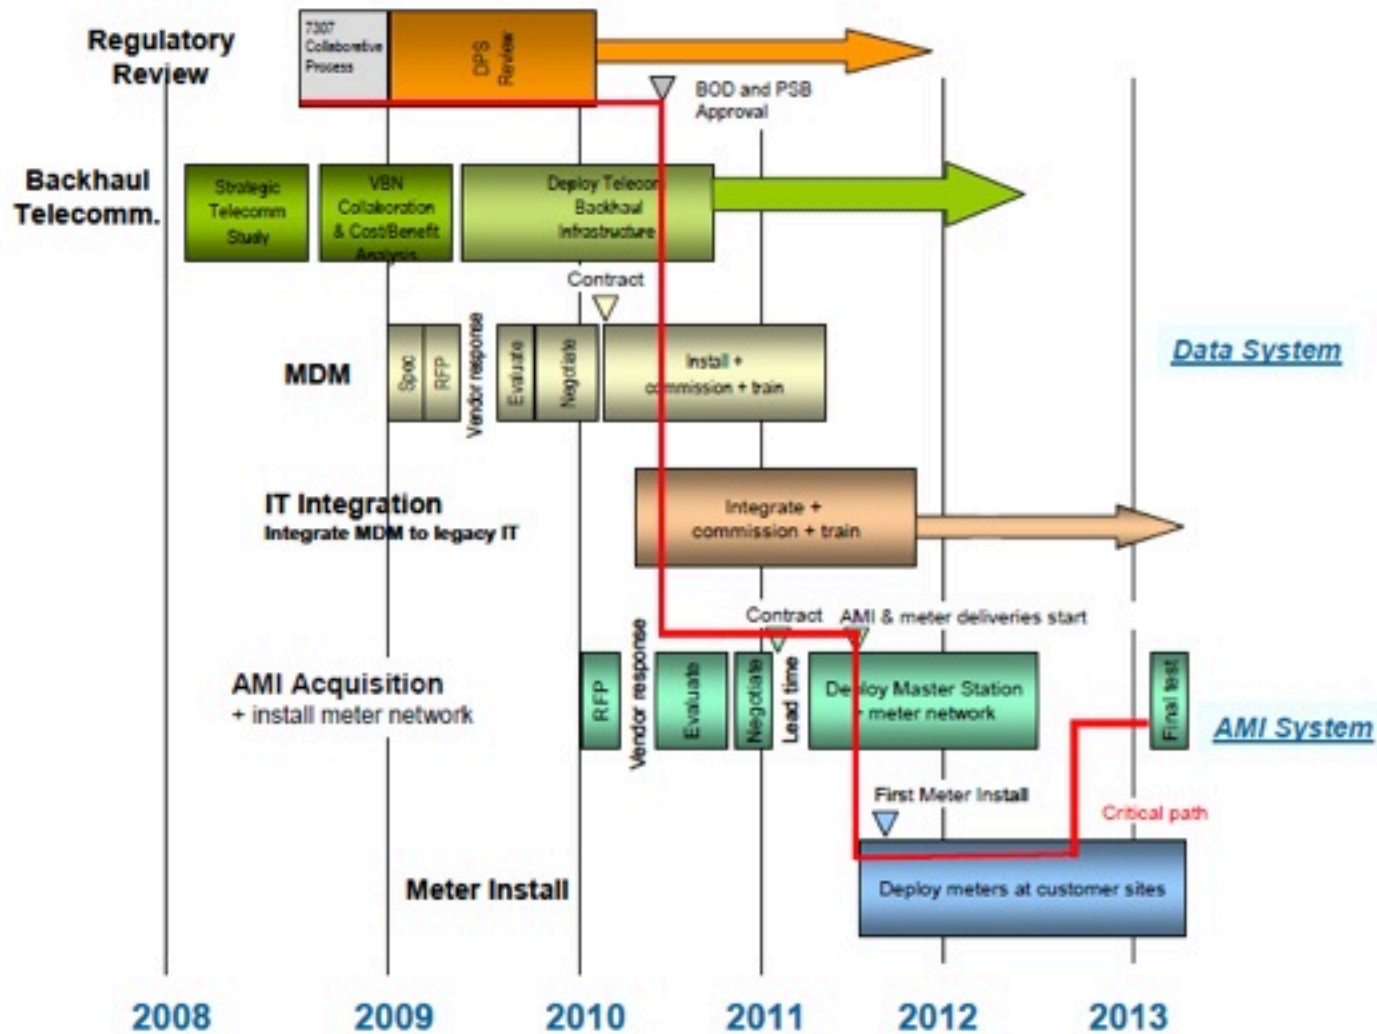 Regulatory
Review
7307
Collaborative
Process
DPS
Review
BOD and PSB
Approval
Backhaul
Telecomm.
Strategic
Telecomm
Study
VBN
Collaboration
& Cost/Benefit
Analysis
Deploy Telecom
Backhaul
Infrastructure
Contract
MDM
Spec
RFP
Vendor response
Evaluate
Negotiate
Install +
commission + train
Data System
IT Integration
Integrate MDM to legacy IT
Integrate +
commission + train
Contract
AMI & meter deliveries start
AMI Acquisition
+ install meter network
RFP
Vendor response
Evaluate
Negotiate
Lead time
Deploy Master Station
+ meter network
Final test
AMI System
First Meter Install
Critical path
Meter Install
Deploy meters at customer sites
2008
2009
2010
2011
2012
2013